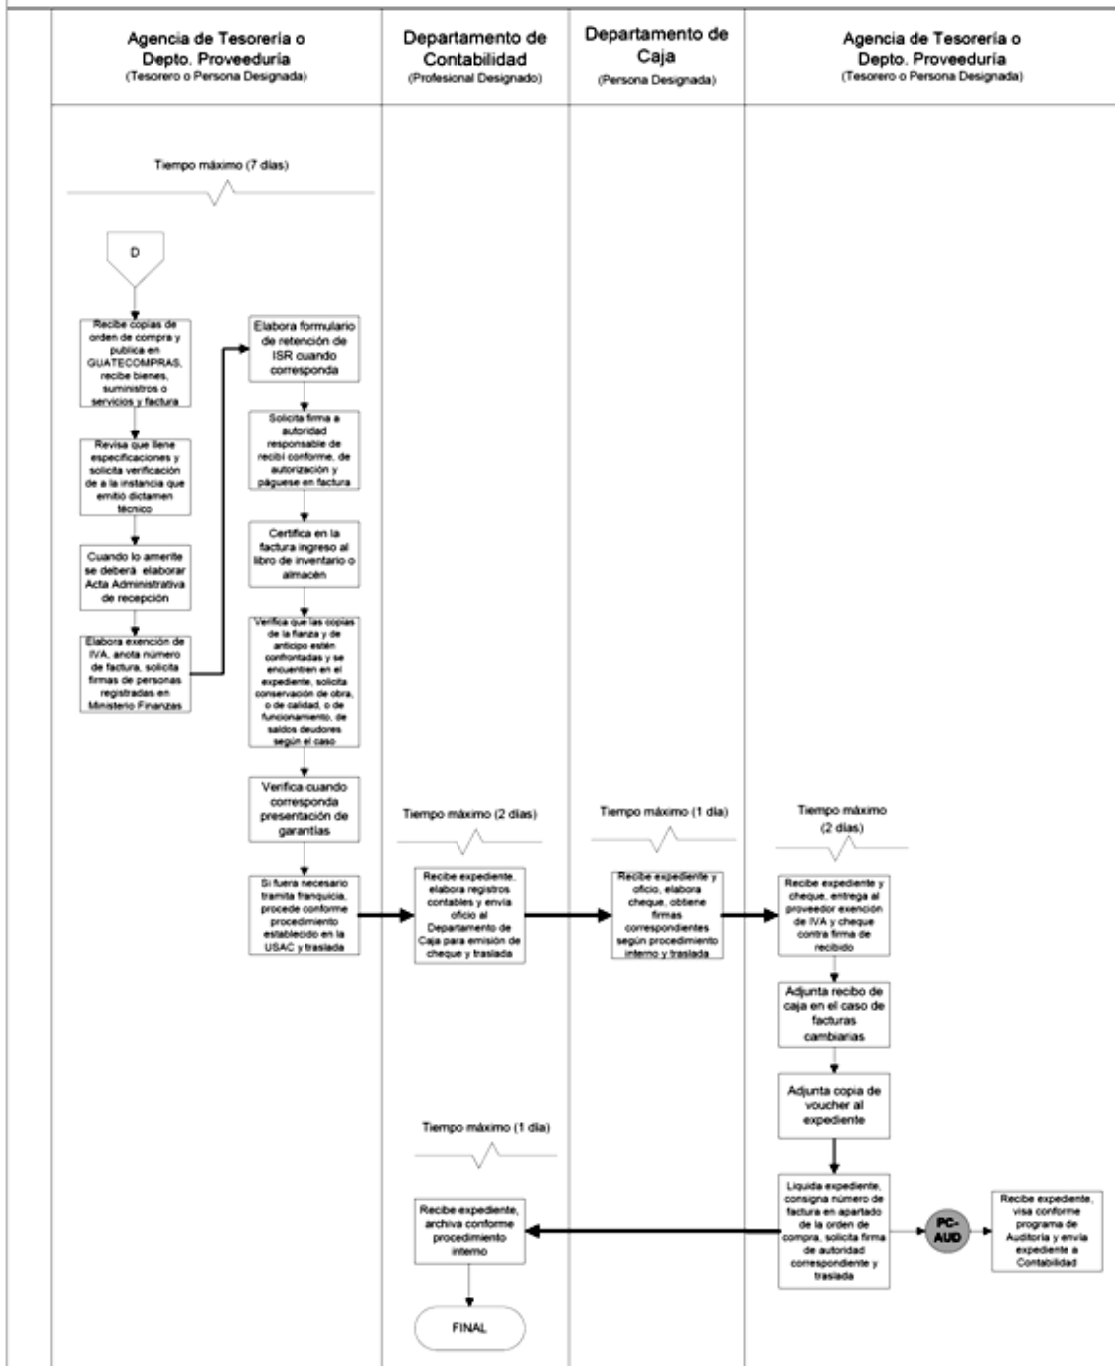 Agencia de Tesorería o
Depto. Proveeduría
(Tesorero o Persona Designada)
Departamento de
Contabilidad
(Profesional Designado)
Departamento de
Caja
(Persona Designada)
Agencia de Tesorería o
Depto. Proveeduría
(Tesorero o Persona Designada)
Tiempo máximo (7 días)
D
Recibe copias de
orden de compra y
publica en
GUATECOMPRAS,
recibe bienes,
suministros o
servicios y factura
Revisa que llene
especificaciones y
solicita verificación
de a la instancia que
emitió dictamen
técnico
Cuando lo amerite
se deberá elaborar
Acta Administrativa
de recepción
Elabora exención de
IVA, anota número
de factura, solicita
firmas de personas
registradas en
Ministerio Finanzas
Elabora formulario
de retención de
ISR cuando
corresponda
Solicita firma a
autoridad
responsable de
recibí conforme, de
autorización y
páguese en factura
Certifica en la
factura ingreso al
libro de inventario o
almacén
Verifica que las copias
de la fianza y de
anticipo estén
confrontadas y se
encuentren en el
expediente, solicita
conservación de obra,
o de calidad, o de
funcionamiento, de
saldos deudores
según el caso
Verifica cuando
corresponda
presentación de
garantías
Si fuera necesario
tramita franquicia,
procede conforme
procedimiento
establecido en la
USAC y traslada
Tiempo máximo (2 días)
Recibe expediente,
elabora registros
contables y envía
oficio al
Departamento de
Caja para emisión de
cheque y traslada
Tiempo máximo (1 día)
Recibe expediente y
oficio, elabora
cheque, obtiene
firmas
correspondientes
según procedimiento
interno y traslada
Tiempo máximo
(2 días)
Recibe expediente y
cheque, entrega al
proveedor exención
de IVA y cheque
contra firma de
recibido
Adjunta recibo de
caja en el caso de
facturas
cambiarias
Adjunta copia de
voucher al
expediente
Liquida expediente,
consigna número de
factura en apartado
de la orden de
compra, solicita firma
de autoridad
correspondiente y
traslada
PC-
AUD
Recibe expediente,
visa conforme
programa de
Auditoría y envía
expediente a
Contabilidad
Tiempo máximo (1 día)
Recibe expediente,
archiva conforme
procedimiento
interno
FINAL